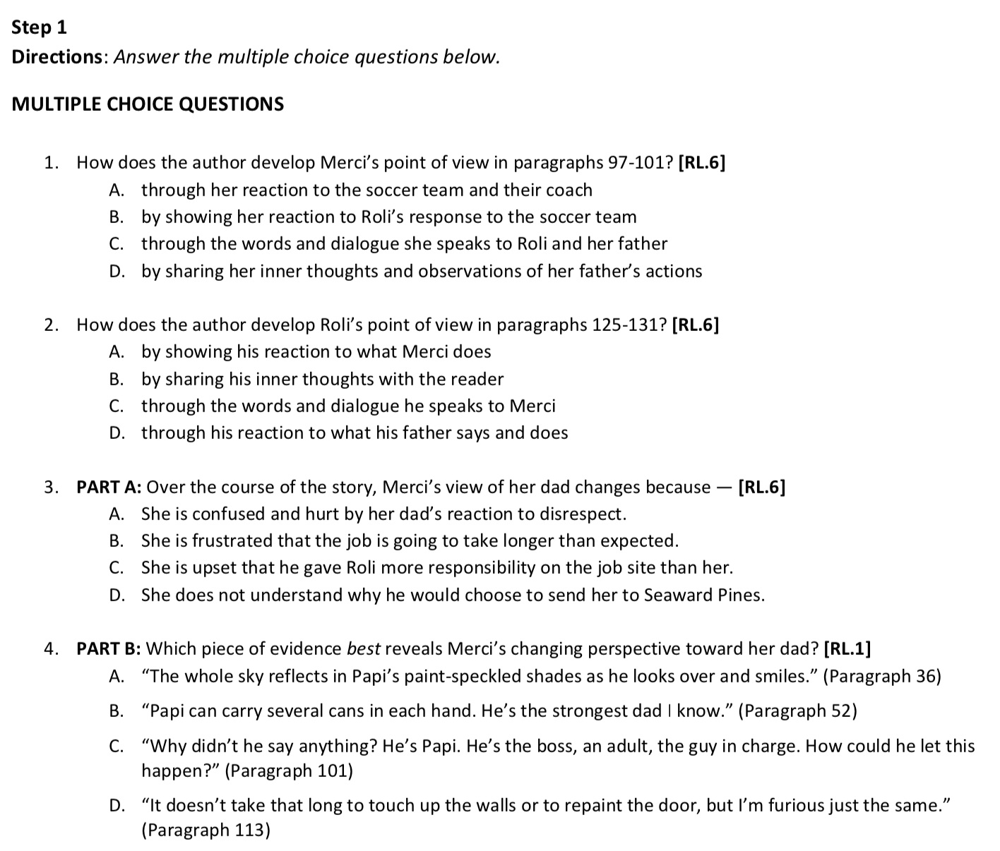 Step 1
Directions: Answer the multiple choice questions below.
MULTIPLE CHOICE QUESTIONS
1. How does the author develop Merci’s point of view in paragraphs 97-101? [RL.6]
A. through her reaction to the soccer team and their coach
B. by showing her reaction to Roli’s response to the soccer team
C. through the words and dialogue she speaks to Roli and her father
D. by sharing her inner thoughts and observations of her father’s actions
2. How does the author develop Roli’s point of view in paragraphs 125-131? [RL.6]
A. by showing his reaction to what Merci does
B. by sharing his inner thoughts with the reader
C. through the words and dialogue he speaks to Merci
D. through his reaction to what his father says and does
3. PART A: Over the course of the story, Merci’s view of her dad changes because — [RL.6]
A. She is confused and hurt by her dad’s reaction to disrespect.
B. She is frustrated that the job is going to take longer than expected.
C. She is upset that he gave Roli more responsibility on the job site than her.
D. She does not understand why he would choose to send her to Seaward Pines.
4. PART B: Which piece of evidence best reveals Merci’s changing perspective toward her dad? [RL.1]
A. “The whole sky reflects in Papi’s paint-speckled shades as he looks over and smiles.” (Paragraph 36)
B. “Papi can carry several cans in each hand. He’s the strongest dad I know.” (Paragraph 52)
C. “Why didn’t he say anything? He’s Papi. He’s the boss, an adult, the guy in charge. How could he let this
happen?” (Paragraph 101)
D. “It doesn’t take that long to touch up the walls or to repaint the door, but I’m furious just the same.”
(Paragraph 113)